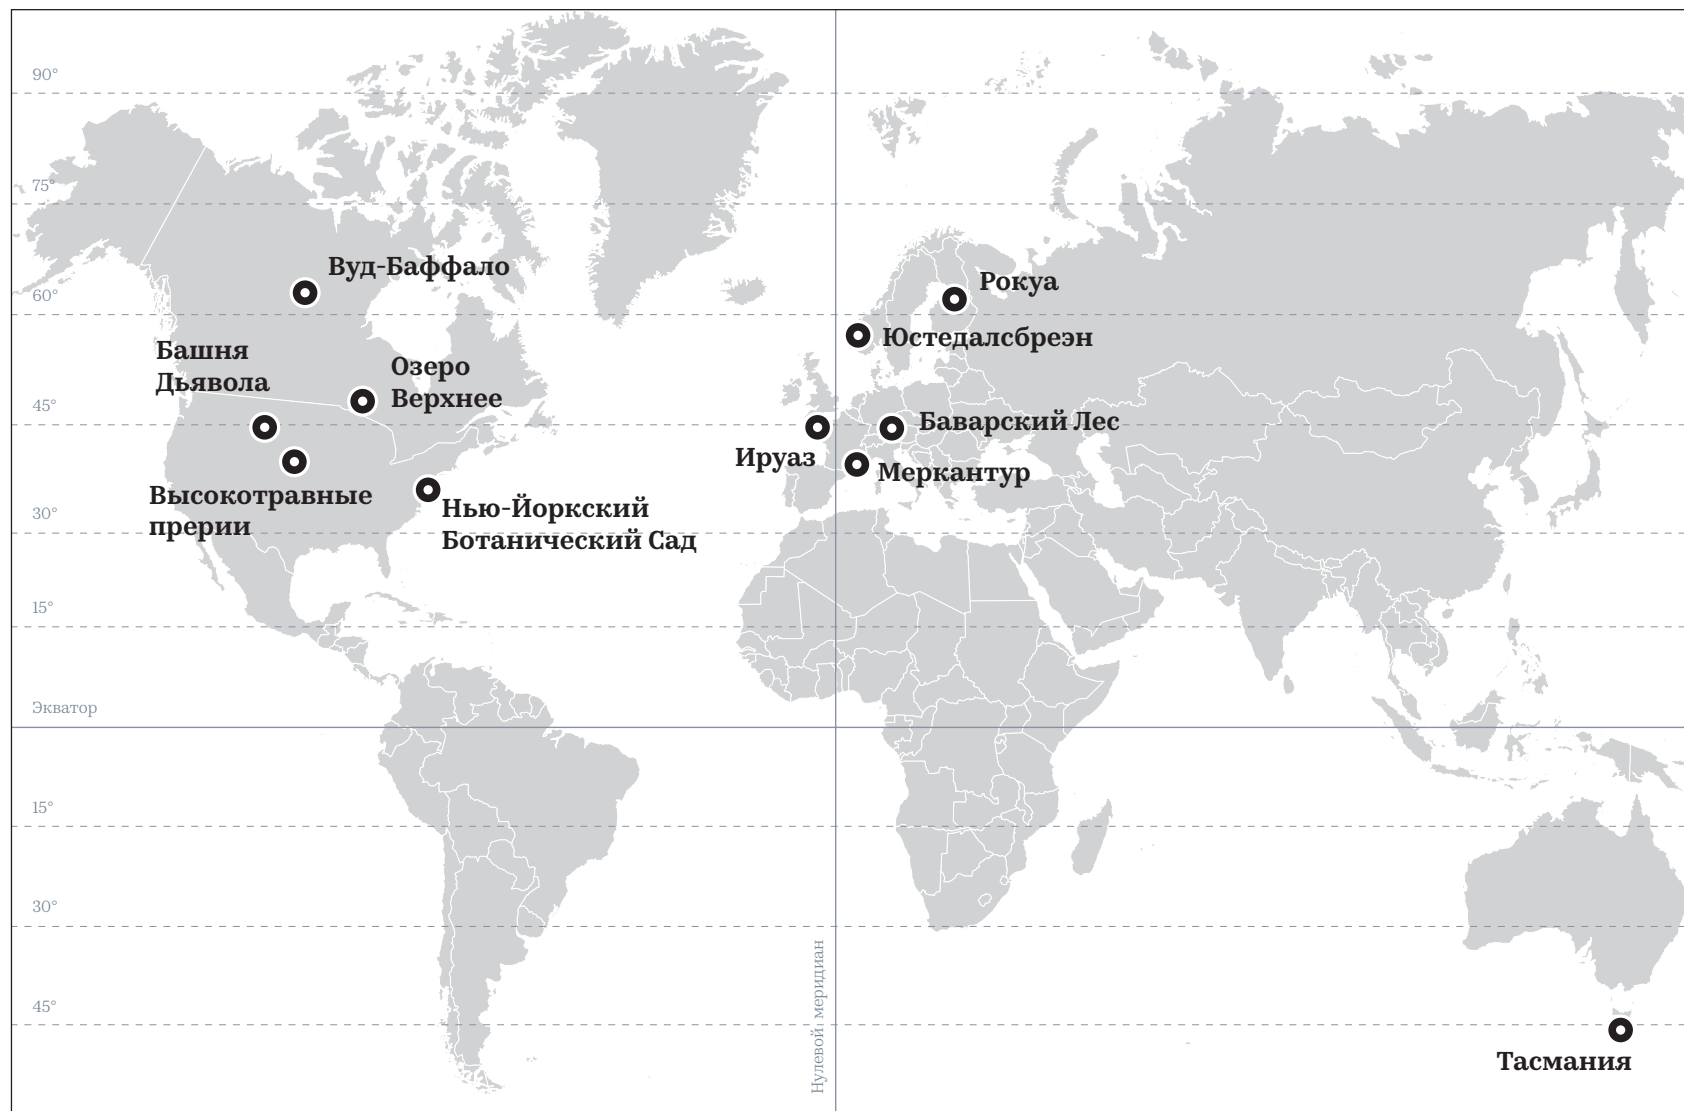 90°
75°
Вуд-Баффало
Рокуа
60°
Юстедалсбреэн
Башня
Дьявола
Озеро
Верхнее
45°
Баварский Лес
Ируаз
Меркантур
Высокотравные
прерии
30°
Нью-Йоркский
Ботанический Сад
15°
Экватор
15°
30°
45°
Нулевой меридиан
Тасмания